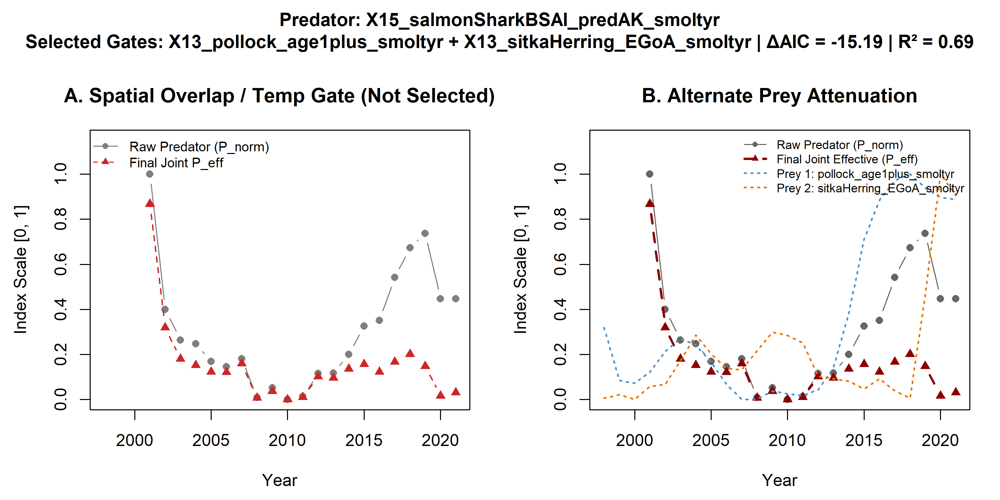 Predator: X15_salmonSharkBSAI_predAK_smoltyr
Selected Gates: X13_pollock_age1plus_smoltyr + X13_sitkaHerring_EGoA_smoltyr | ΔAIC = -15.19 | R² = 0.69
A. Spatial Overlap / Temp Gate (Not Selected)
Raw Predator (P_norm)
Final Joint P_eff
Index Scale [0, 1]
1.0
0.8
0.6
0.4
0.2
0.0
2000 2005 2010 2015 2020
Year
B. Alternate Prey Attenuation
Raw Predator (P_norm)
Final Joint Effective (P_eff)
Prey 1: pollock_age1plus_smoltyr
Prey 2: sitkaHerring_EGoA_smoltyr
Index Scale [0, 1]
1.0
0.8
0.6
0.4
0.2
0.0
2000 2005 2010 2015 2020
Year